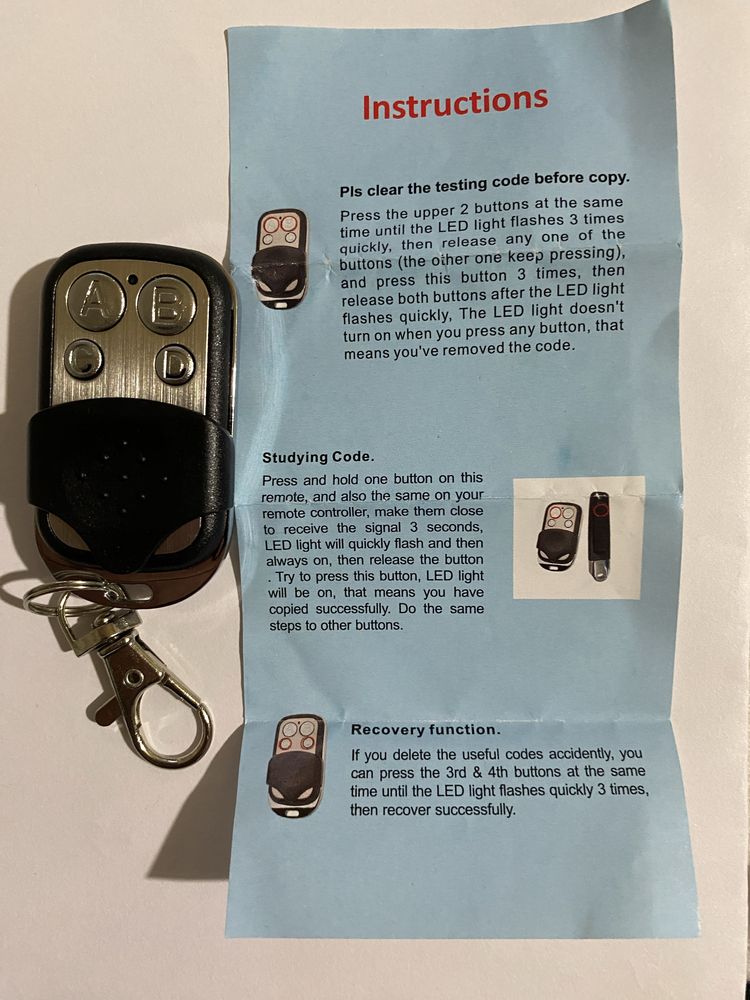 Instructions
Pls clear the testing code before copy.
Press the upper 2 buttons at the same
time until the LED light flashes 3 times
quickly, then release any one of the
buttons (the other one keep pressing),
and press this button 3 times, then
release both buttons after the LED light
flashes quickly, The LED light doesn't
turn on when you press any button, that
means you've removed the code.
A B
C D
Studying Code.
Press and hold one button on this
remote, and also the same on your
remote controller, make them close
to receive the signal 3 seconds,
LED light will quickly flash and then
always on, then release the button
. Try to press this button, LED light
will be on, that means you have
copied successfully. Do the same
steps to other buttons.
Recovery function.
If you delete the useful codes accidently, you
can press the 3rd & 4th buttons at the same
time until the LED light flashes quickly 3 times,
then recover successfully.